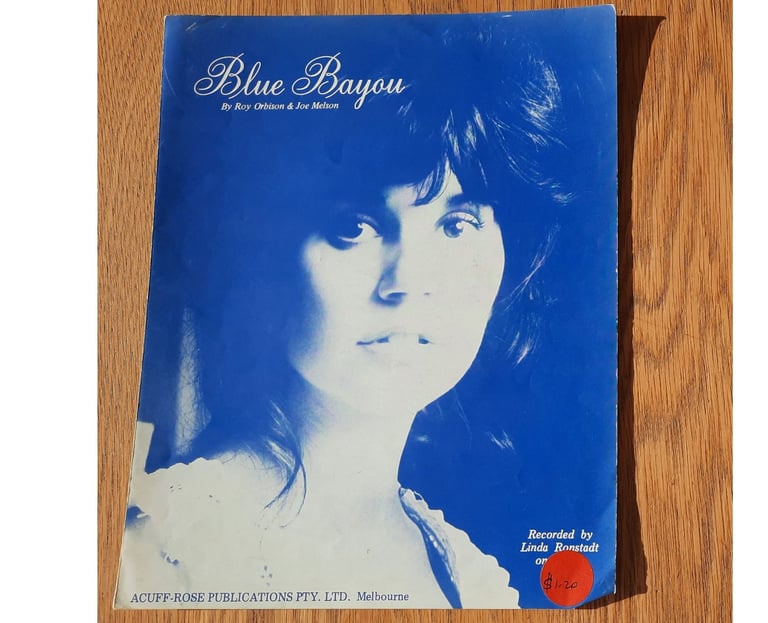 Blue Bayou
By Roy Orbison & Joe Melson
Recorded by
Linda Ronstadt
on
$1.20
ACUFF-ROSE PUBLICATIONS PTY. LTD. Melbourne